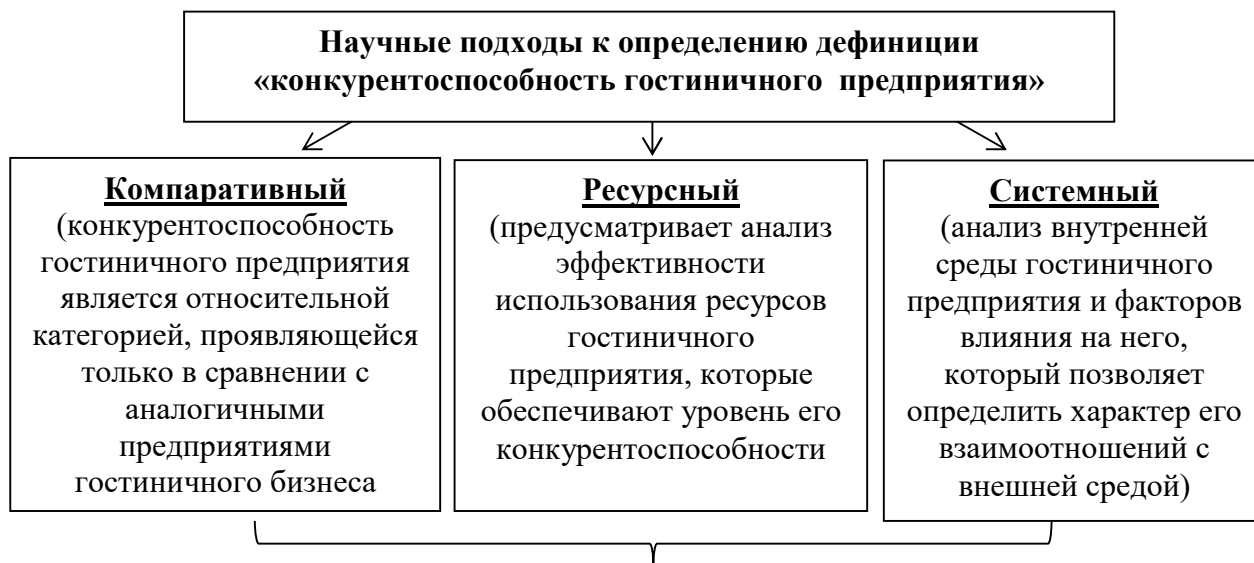 Научные подходы к определению дефиниции
«конкурентоспособность гостиничного предприятия»
Компаративный
(конкурентоспособность
гостиничного предприятия
является относительной
категорией, проявляющейся
только в сравнении с
аналогичными
предприятиями
гостиничного бизнеса
Ресурсный
(предусматривает анализ
эффективности
использования ресурсов
гостиничного
предприятия, которые
обеспечивают уровень его
конкурентоспособности
Системный
(анализ внутренней
среды гостиничного
предприятия и факторов
влияния на него,
который позволяет
определить характер его
взаимоотношений с
внешней средой)